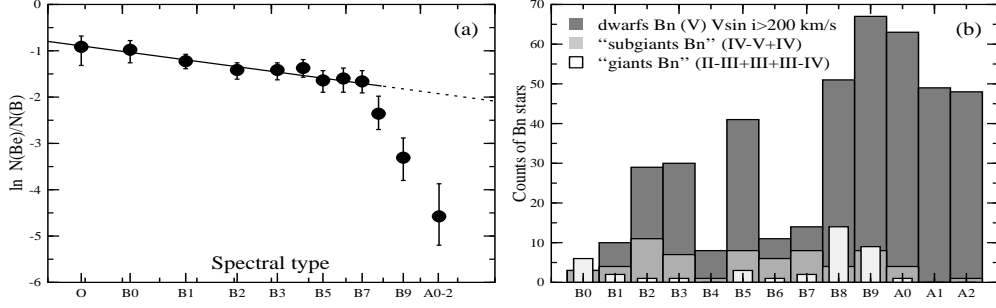 (a)
0
-1
-2
-3
-4
-5
-6
ln N(Be)/N(B)
Spectral type
O B0 B1 B2 B3 B5 B7 B9 A0-2
(b)
dwarfs Bn (V) Vsin i>200 km/s
“subgiants Bn” (IV-V+IV)
“giants Bn” (II-III+III+III-IV)
70
60
50
40
30
20
10
0
Counts of Bn stars
B0 B1 B2 B3 B4 B5 B6 B7 B8 B9 A0 A1 A2